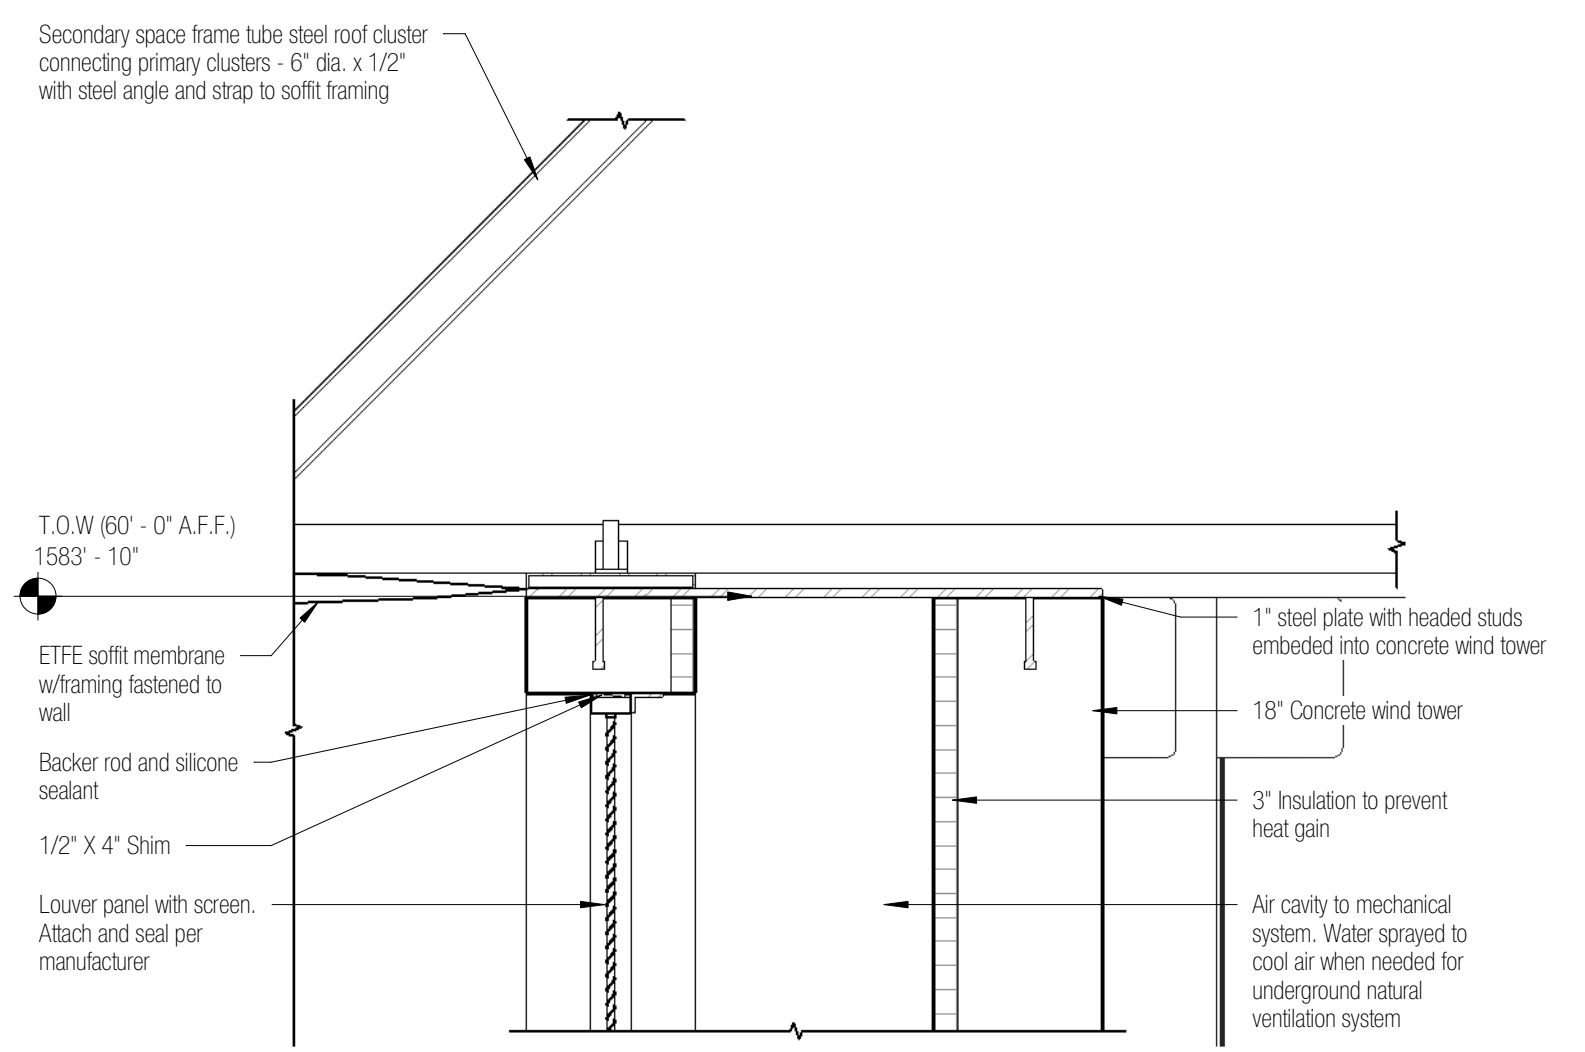 Secondary space frame tube steel roof cluster
connecting primary clusters - 6" dia. x 1/2"
with steel angle and strap to soffit framing
T.O.W (60' - 0" A.F.F.)
1583' - 10"
ETFE soffit membrane
w/framing fastened to
wall
Backer rod and silicone
sealant
1/2" X 4" Shim
Louver panel with screen.
Attach and seal per
manufacturer
1" steel plate with headed studs
embeded into concrete wind tower
18" Concrete wind tower
3" Insulation to prevent
heat gain
Air cavity to mechanical
system. Water sprayed to
cool air when needed for
underground natural
ventilation system